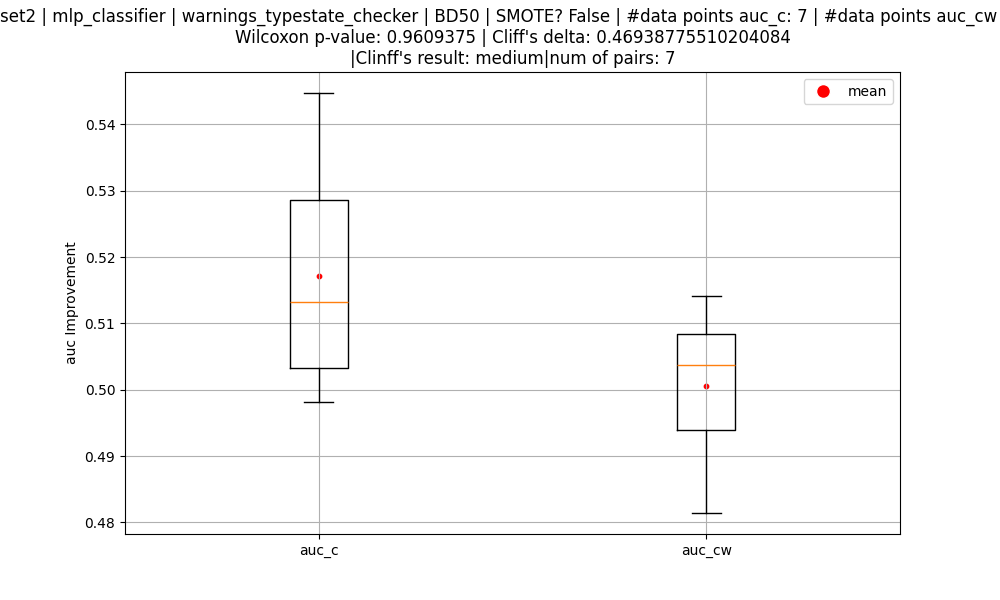 set2 | mlp_classifier | warnings_typestate_checker | BD50 | SMOTE? False | #data points auc_c: 7 | #data points auc_cw
Wilcoxon p-value: 0.9609375 | Cliff's delta: 0.46938775510204084
|Clinff's result: medium|num of pairs: 7
mean
0.54
0.53
0.52
0.51
0.50
0.49
0.48
auc Improvement
auc_c
auc_cw